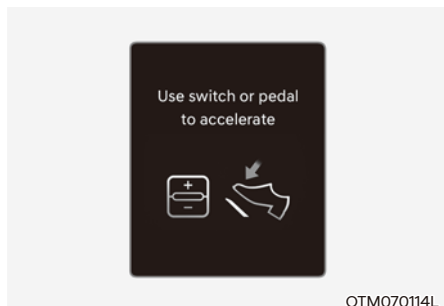 Use switch or pedal
to accelerate
+
−
OTM070114L